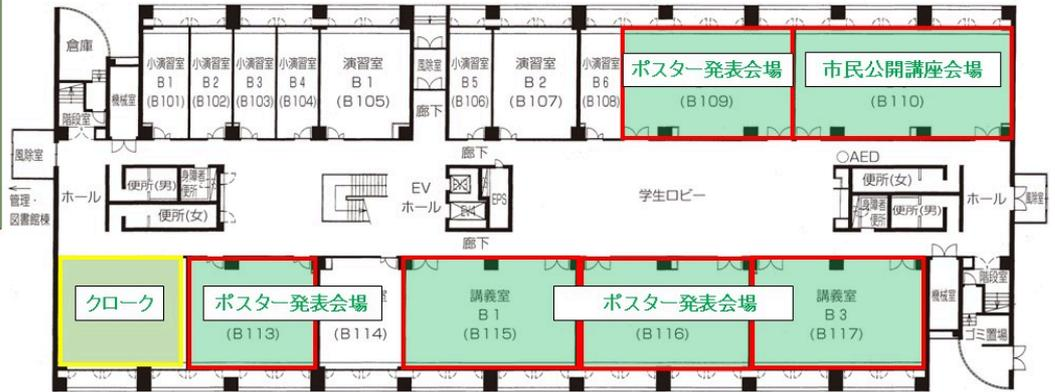 倉庫
階段室
機械室
小演習室
B1
(B101)
小演習室
B2
(B102)
小演習室
B3
(B103)
小演習室
B4
(B104)
演習室
B1
(B105)
風除室
廊下
小演習室
B5
(B106)
演習室
B2
(B107)
小演習室
B6
(B108)
ポスター発表会場
(B109)
市民公開講座会場
(B110)
風除室
←
管理・
図書館棟
ホール
便所(男)
身障者
便所
便所(女)
EV
ホール
廊下
EPS
廊下
学生ロビー
○AED
便所(女)
身障者
便所
便所(男)
ホール
風除室
クローク
ポスター発表会場
(B113)
(B114)
講義室
B1
(B115)
ポスター発表会場
(B116)
講義室
B3
(B117)
機械室
階段室
ゴミ置場